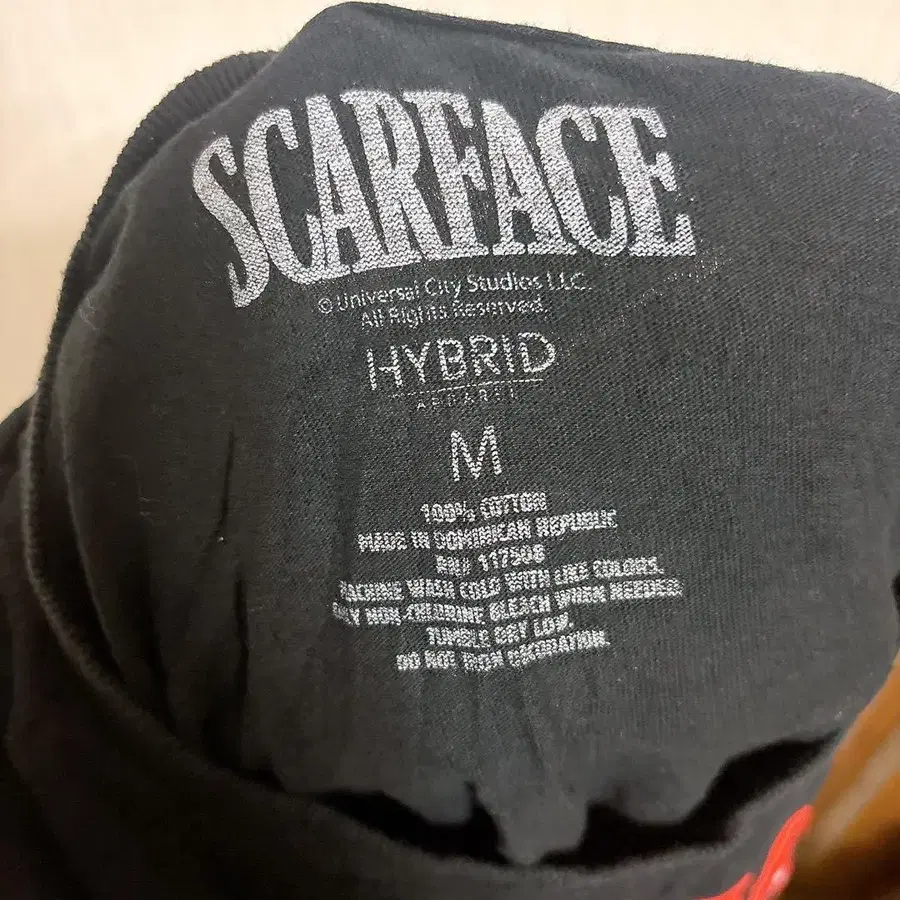 SCARFACE
© Universal City Studios LLC.
All Rights Reserved.
HYBRID
APPAREL
M
100% COTTON
MADE IN DOMINICAN REPUBLIC
RN# 117508
MACHINE WASH COLD WITH LIKE COLORS.
ONLY NON-CHLORINE BLEACH WHEN NEEDED.
TUMBLE DRY LOW.
DO NOT IRON DECORATION.